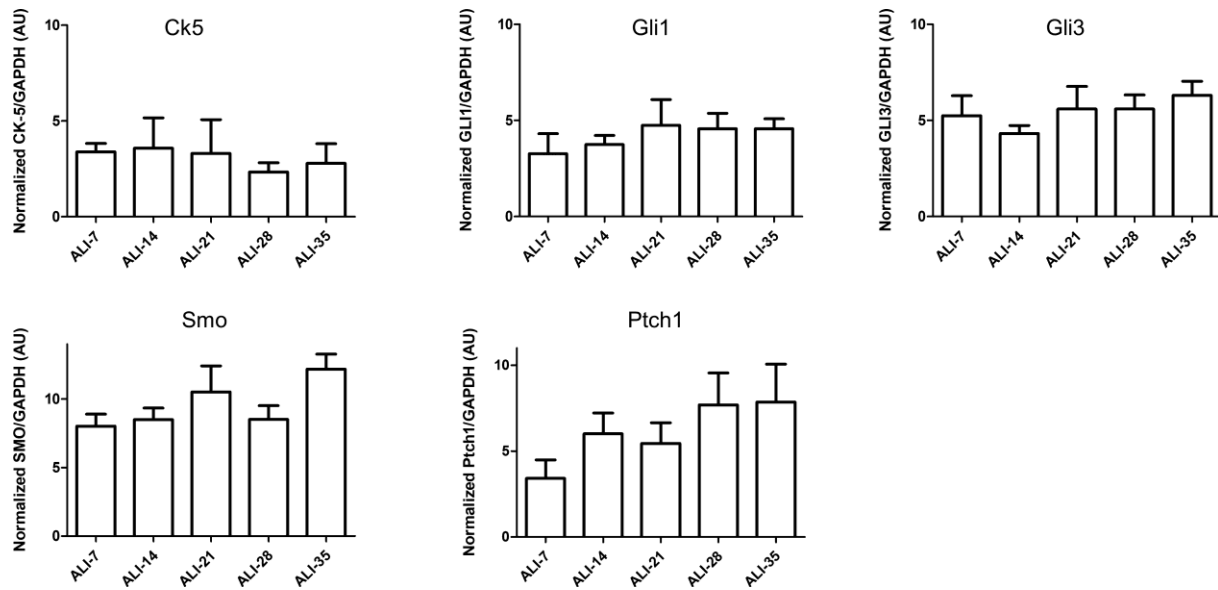 Ck5
Normalized CK-5/GAPDH (AU)
10
5
0
ALI-7
ALI-14
ALI-21
ALI-28
ALI-35
Gli1
Normalized GLI1/GAPDH (AU)
10
5
0
ALI-7
ALI-14
ALI-21
ALI-28
ALI-35
Gli3
Normalized GLI3/GAPDH (AU)
10
5
0
ALI-7
ALI-14
ALI-21
ALI-28
ALI-35
Smo
Normalized SMO/GAPDH (AU)
10
5
0
ALI-7
ALI-14
ALI-21
ALI-28
ALI-35
Ptch1
Normalized Ptch1/GAPDH (AU)
10
5
0
ALI-7
ALI-14
ALI-21
ALI-28
ALI-35